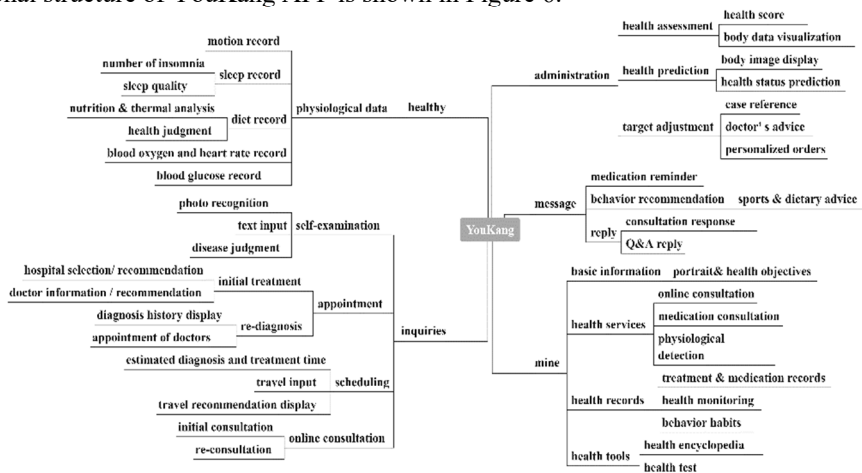 nal structure of YouKang APP is shown in Figure 6.
motion record
number of insomnia
sleep quality
sleep record
nutrition & thermal analysis
health judgment
diet record
blood oxygen and heart rate record
blood glucose record
physiological data
healthy
photo recognition
text input
disease judgment
self-examination
hospital selection/ recommendation
doctor information / recommendation
initial treatment
diagnosis history display
appointment of doctors
re-diagnosis
appointment
estimated diagnosis and treatment time
travel input
travel recommendation display
scheduling
initial consultation
re-consultation
online consultation
inquiries
YouKang
administration
health assessment
health score
body data visualization
health prediction
body image display
health status prediction
target adjustment
case reference
doctor' s advice
personalized orders
message
medication reminder
behavior recommendation
sports & dietary advice
reply
consultation response
Q&A reply
mine
basic information
portrait& health objectives
health services
online consultation
medication consultation
physiological
detection
health records
treatment & medication records
health monitoring
behavior habits
health tools
health encyclopedia
health test